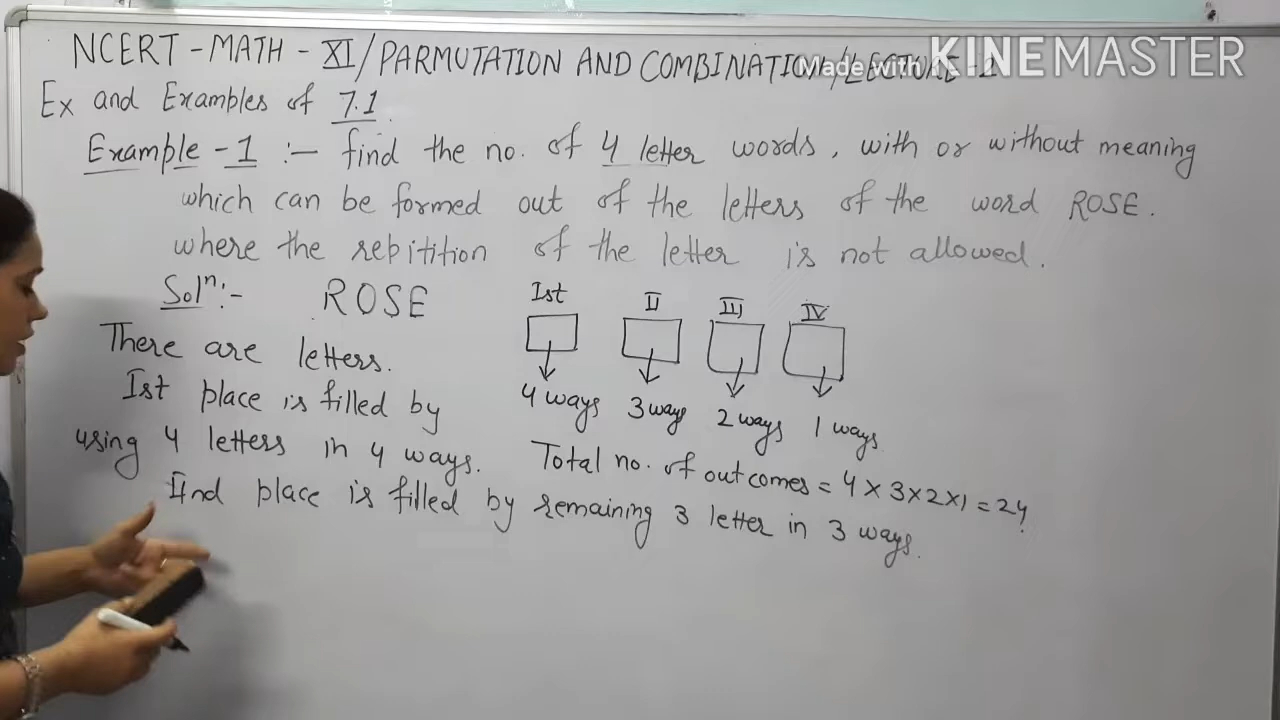 NCERT - MATH - XI / PARMUTATION AND COMBINATION / LECTURE - 2
Made with KINEMASTER
Ex and Examples of 7.1.
Example - 1 :- find the no. of 4 letter words, with or without meaning
which can be formed out of the letters of the word ROSE.
where the repitition of the letter is not allowed.
Solⁿ:- ROSE
Ist II III IV
There are letters.
4 ways 3 ways 2 ways 1 ways
Ist place is filled by
using 4 letters in 4 ways.
Total no. of outcomes = 4 × 3 × 2 × 1 = 24
IInd place is filled by remaining 3 letter in 3 ways.